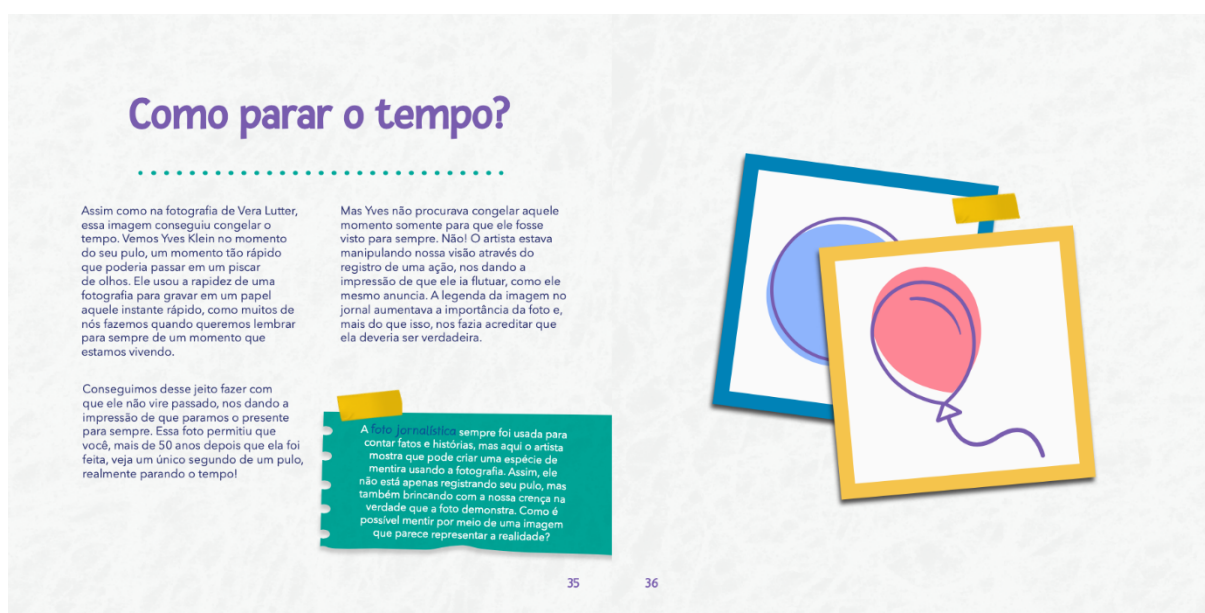 Como parar o tempo?
Assim como na fotografia de Vera Lutter,
essa imagem conseguiu congelar o
tempo. Vemos Yves Klein no momento
do seu pulo, um momento tão rápido
que poderia passar em um piscar
de olhos. Ele usou a rapidez de uma
fotografia para gravar em um papel
aquele instante rápido, como muitos de
nós fazemos quando queremos lembrar
para sempre de um momento que
estamos vivendo.
Conseguimos desse jeito fazer com
que ele não vire passado, nos dando a
impressão de que paramos o presente
para sempre. Essa foto permitiu que
você, mais de 50 anos depois que ela foi
feita, veja um único segundo de um pulo,
realmente parando o tempo!
Mas Yves não procurava congelar aquele
momento somente para que ele fosse
visto para sempre. Não! O artista estava
manipulando nossa visão através do
registro de uma ação, nos dando a
impressão de que ele ia flutuar, como ele
mesmo anuncia. A legenda da imagem no
jornal aumentava a importância da foto e,
mais do que isso, nos fazia acreditar que
ela deveria ser verdadeira.
A foto jornalística sempre foi usada para
contar fatos e histórias, mas aqui o artista
mostra que pode criar uma espécie de
mentira usando a fotografia. Assim, ele
não está apenas registrando seu pulo, mas
também brincando com a nossa crença na
verdade que a foto demonstra. Como é
possível mentir por meio de uma imagem
que parece representar a realidade?
35
36